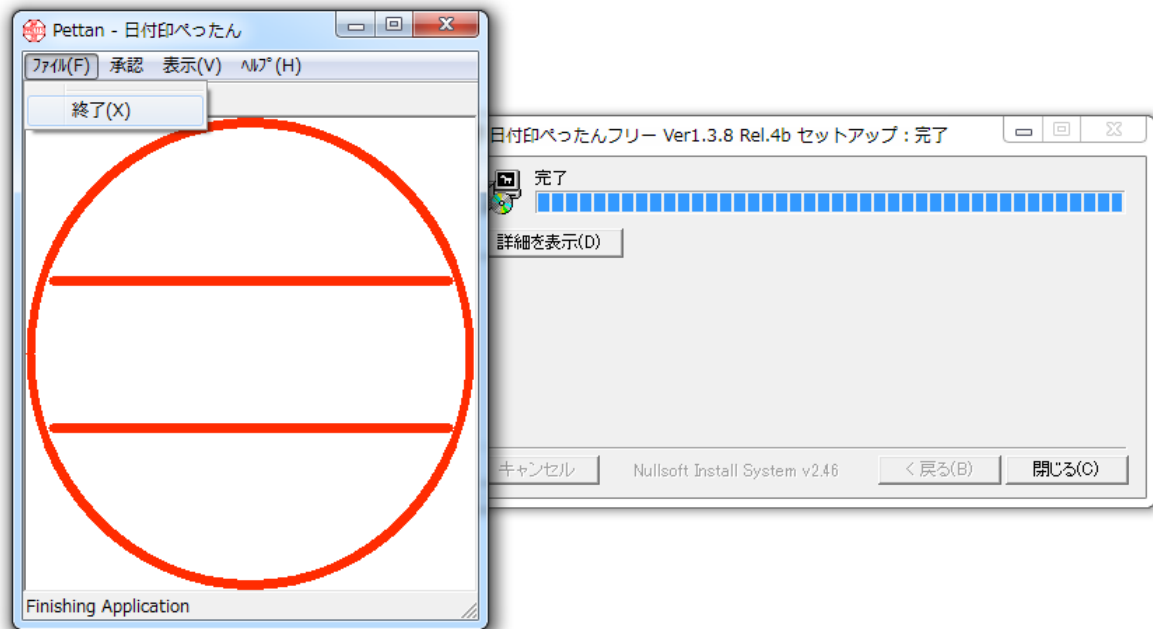 Pettan - 日付印ぺったん
ﾌｧｲﾙ(F) 承認 表示(V) ﾍﾙﾌﾟ(H)
終了(X)
Finishing Application
日付印ぺったんフリー Ver1.3.8 Rel.4b セットアップ：完了
完了
詳細を表示(D)
キャンセル Nullsoft Install System v2.46 < 戻る(B) 閉じる(C)